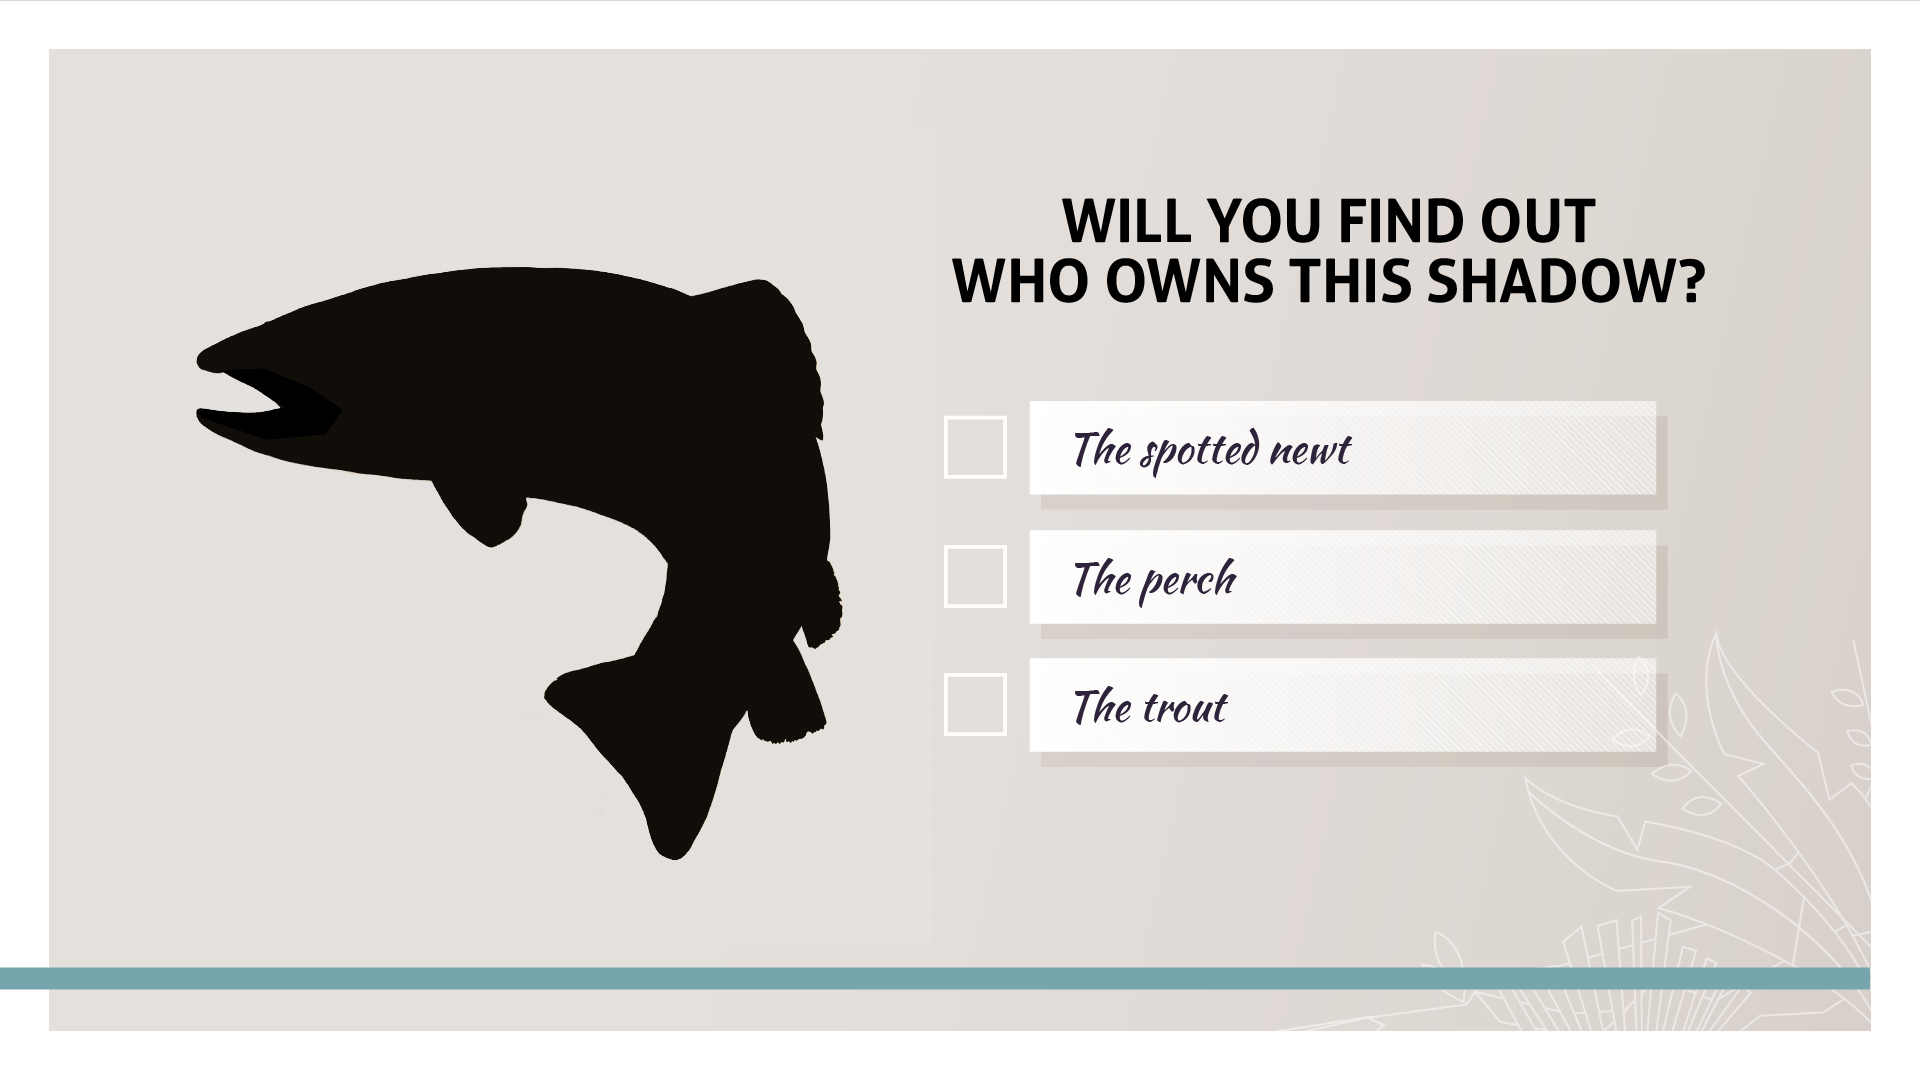 WILL YOU FIND OUT
WHO OWNS THIS SHADOW?
The spotted newt
The perch
The trout